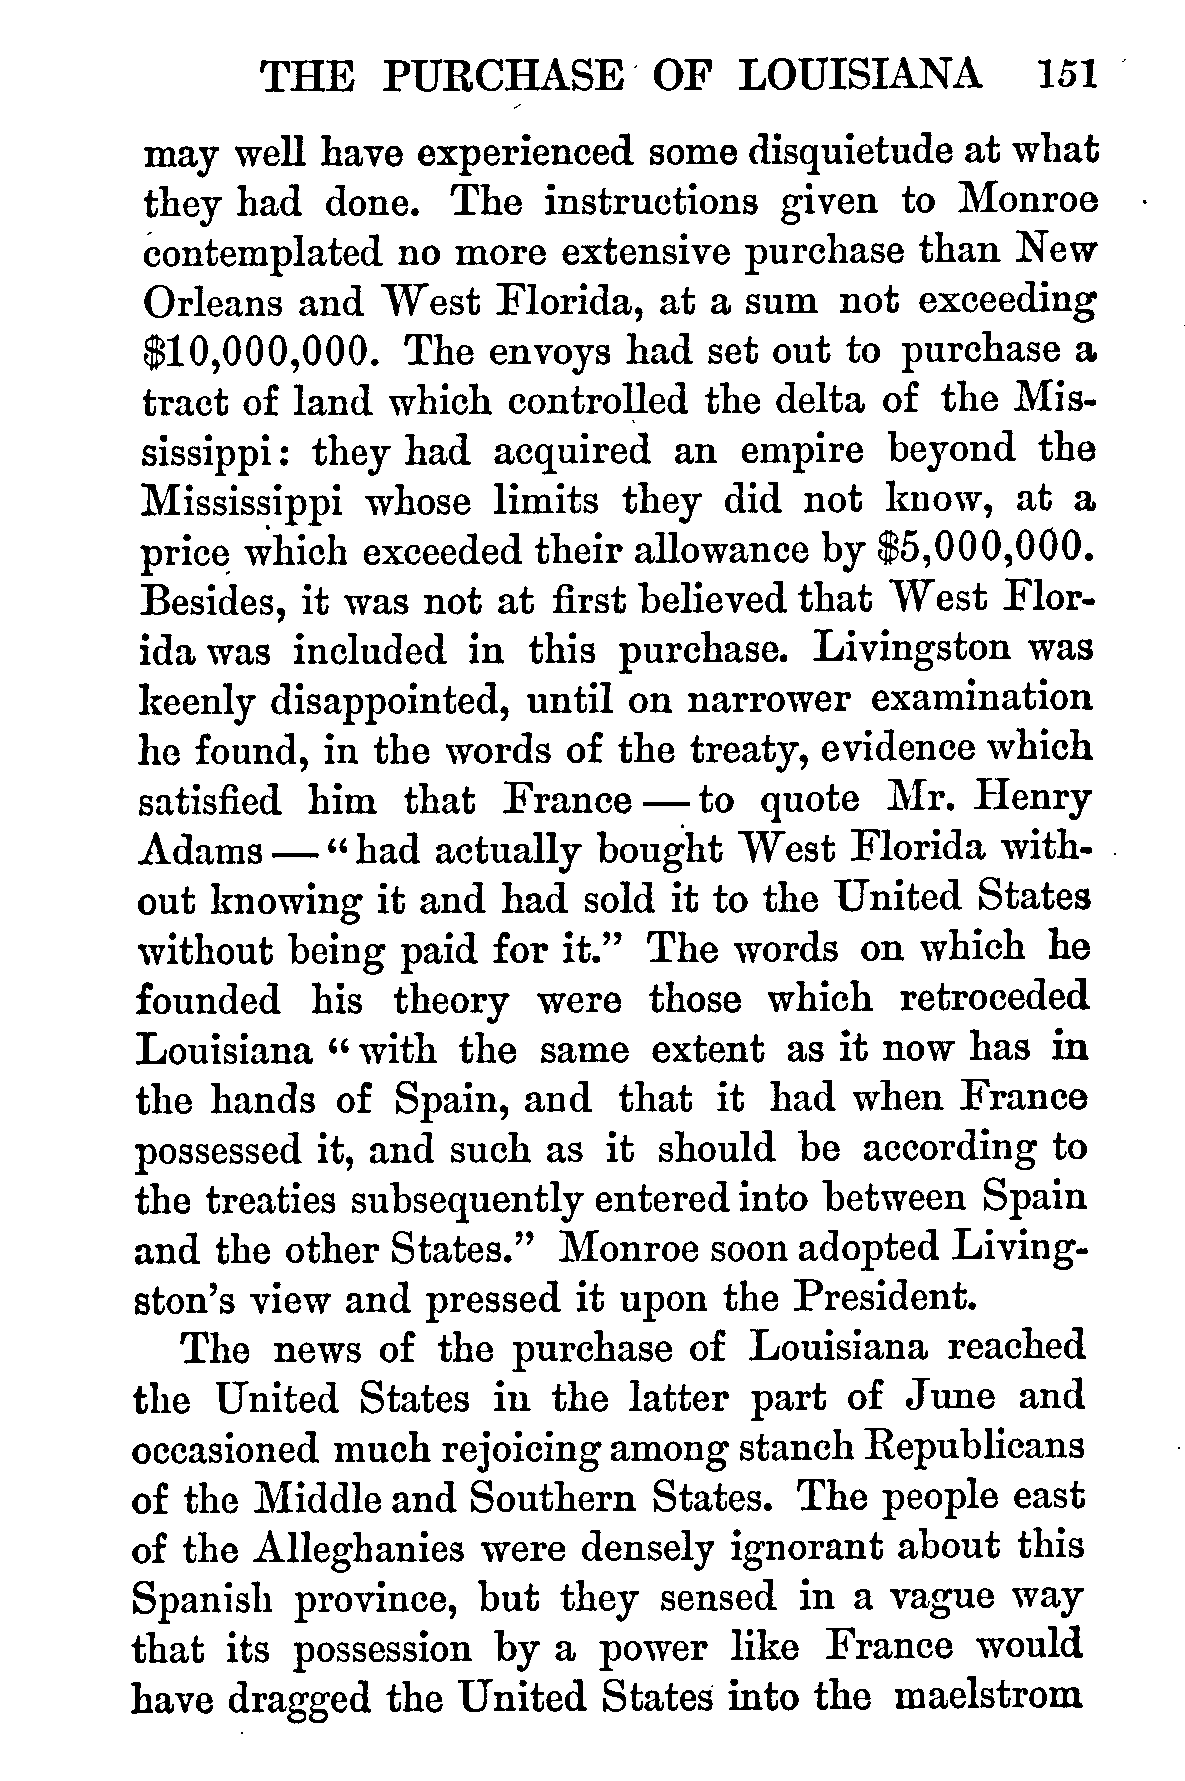 THE PURCHASE OF LOUISIANA 151
may well have experienced some disquietude at what
they had done. The instructions given to Monroe
contemplated no more extensive purchase than New
Orleans and West Florida, at a sum not exceeding
$10,000,000. The envoys had set out to purchase a
tract of land which controlled the delta of the Mis-
sissippi: they had acquired an empire beyond the
Mississippi whose limits they did not know, at a
price which exceeded their allowance by $5,000,000.
Besides, it was not at first believed that West Flor-
ida was included in this purchase. Livingston was
keenly disappointed, until on narrower examination
he found, in the words of the treaty, evidence which
satisfied him that France — to quote Mr. Henry
Adams — “had actually bought West Florida with-
out knowing it and had sold it to the United States
without being paid for it.” The words on which he
founded his theory were those which retroceded
Louisiana “with the same extent as it now has in
the hands of Spain, and that it had when France
possessed it, and such as it should be according to
the treaties subsequently entered into between Spain
and the other States.” Monroe soon adopted Living-
ston’s view and pressed it upon the President.
The news of the purchase of Louisiana reached
the United States in the latter part of June and
occasioned much rejoicing among stanch Republicans
of the Middle and Southern States. The people east
of the Alleghanies were densely ignorant about this
Spanish province, but they sensed in a vague way
that its possession by a power like France would
have dragged the United States into the maelstrom